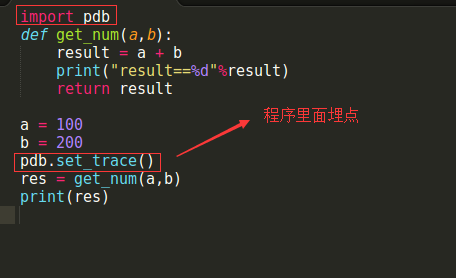 import pdb
def get_num(a,b):
    result = a + b
    print("result==%d"%result)
    return result
a = 100
b = 200
pdb.set_trace()
程序里面埋点
res = get_num(a,b)
print(res)